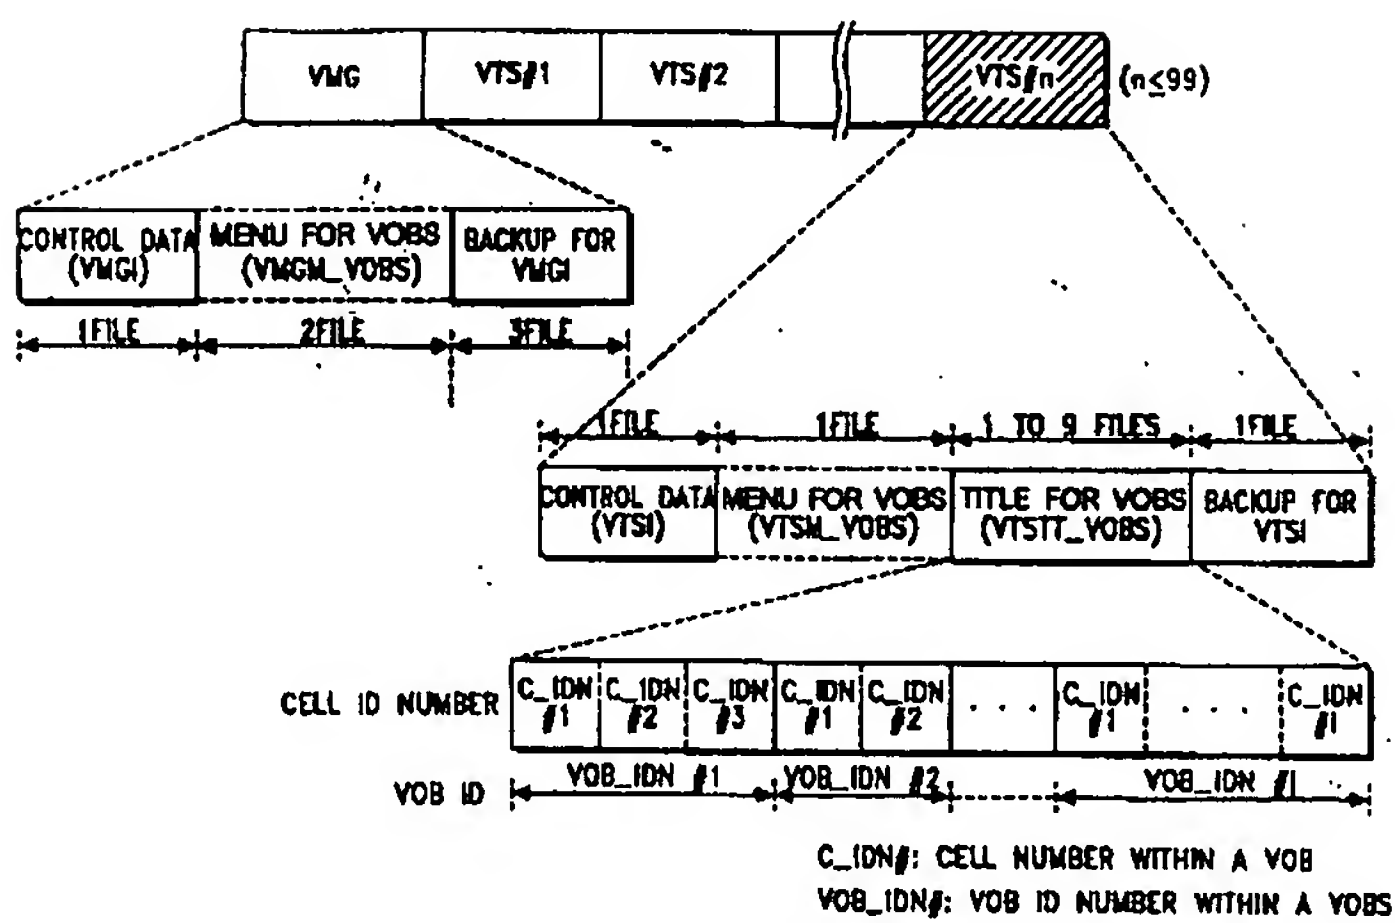 VMG
VTS#1
VTS#2
VTS#n
(n≤99)
CONTROL DATA
(VMGI)
MENU FOR VOBS
(VMGM_VOBS)
BACKUP FOR
VMGI
1FILE
2FILE
3FILE
1FILE
1FILE
1 TO 9 FILES
1FILE
CONTROL DATA
(VTSI)
MENU FOR VOBS
(VTSM_VOBS)
TITLE FOR VOBS
(VTSTT_VOBS)
BACKUP FOR
VTSI
CELL ID NUMBER
C_IDN
#1
C_IDN
#2
C_IDN
#3
C_IDN
#1
C_IDN
#2
. . . .
C_IDN
#1
. . . .
C_IDN
#I
VOB ID
VOB_IDN #1
VOB_IDN #2
VOB_IDN #I
C_IDN#: CELL NUMBER WITHIN A VOB
VOB_IDN#: VOB ID NUMBER WITHIN A VOBS